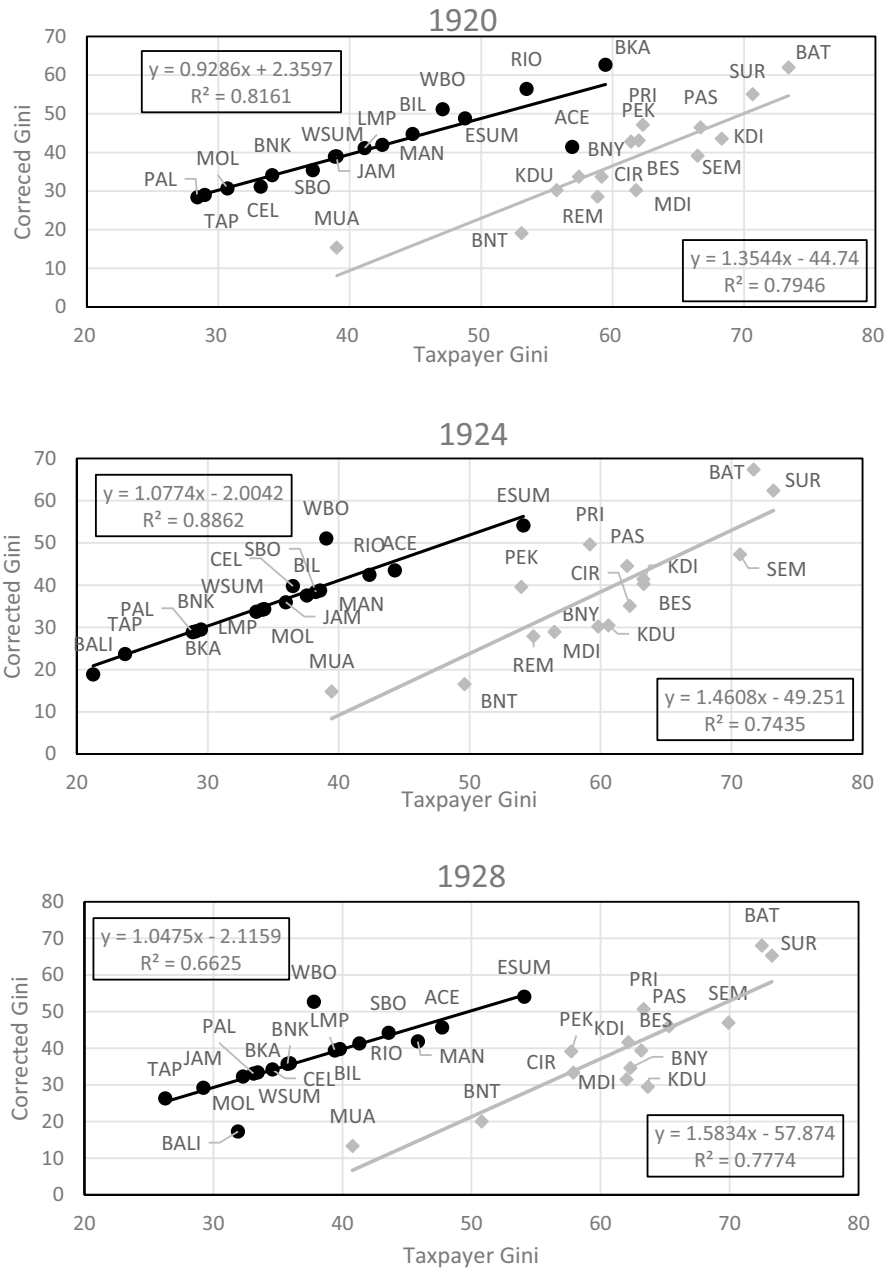 1920
70
60
50
40
30
20
10
0
Correced Gini
y = 0.9286x + 2.3597
R² = 0.8161
BKA
BAT
RIO
SUR
WBO
PRI
PAS
BIL
PEK
LMP
ACE
WSUM
ESUM
KDI
BNK
MAN
BNY
MOL
JAM
BES
SEM
PAL
SBO
KDU
CIR
CEL
MDI
TAP
MUA
REM
BNT
y = 1.3544x - 44.74
R² = 0.7946
20 30 40 50 60 70 80
Taxpayer Gini
1924
70
60
50
40
30
20
10
0
Corrected Gini
y = 1.0774x - 2.0042
R² = 0.8862
BAT
SUR
ESUM
WBO
PRI
SBO
RIO
ACE
PAS
CEL
BIL
PEK
KDI
SEM
WSUM
CIR
BNK
MAN
PAL
BES
TAP
LMP
JAM
BNY
BALI
BKA
MOL
KDU
MUA
REM
MDI
BNT
y = 1.4608x - 49.251
R² = 0.7435
20 30 40 50 60 70 80
Taxpayer Gini
1928
80
70
60
50
40
30
20
10
0
Corrected Gini
y = 1.0475x - 2.1159
R² = 0.6625
BAT
SUR
WBO
ESUM
PRI
SBO
ACE
PAS
SEM
PAL
BNK
LMP
PEK
KDI
BES
JAM
BKA
RIO
MAN
CIR
BNY
TAP
CEL
BIL
MDI
KDU
MOL
WSUM
BNT
MUA
BALI
y = 1.5834x - 57.874
R² = 0.7774
20 30 40 50 60 70 80
Taxpayer Gini